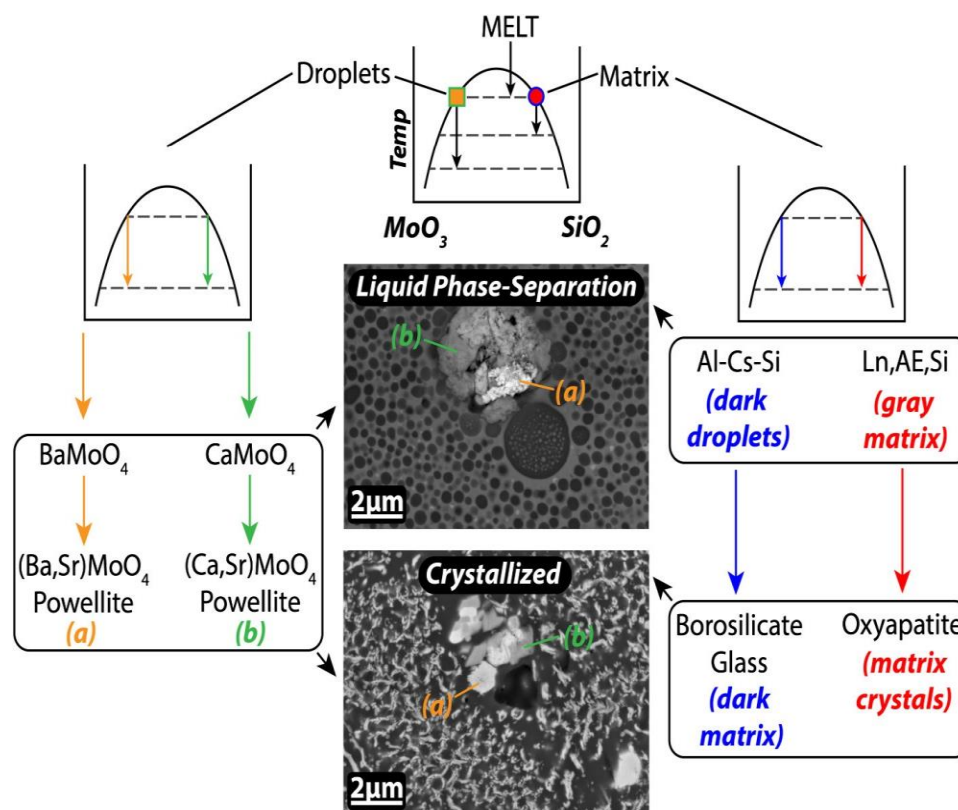 MELT
Droplets
Matrix
Temp
MoO₃
SiO₂
Liquid Phase-Separation
(b)
(a)
2µm
BaMoO₄
CaMoO₄
(Ba,Sr)MoO₄
Powellite
(a)
(Ca,Sr)MoO₄
Powellite
(b)
Al-Cs-Si
(dark
droplets)
Ln,AE,Si
(gray
matrix)
Crystallized
(b)
(a)
2µm
Borosilicate
Glass
(dark
matrix)
Oxyapatite
(matrix
crystals)